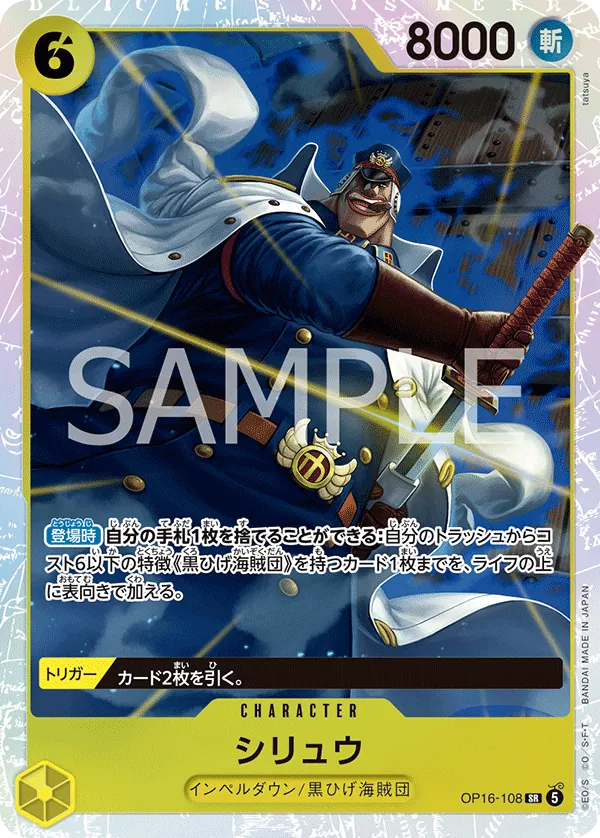 6
8000
斬
tatsuya
SAMPLE
登場時 自分の手札1枚を捨てることができる:自分のトラッシュからコ
スト6以下の特徴《黒ひげ海賊団》を持つカード1枚までを、ライフの上
に表向きで加える。
トリガー カード2枚を引く。
CHARACTER
シリュウ
インペルダウン/黒ひげ海賊団
OP16-108 SR 5
©E/S ©O/S・F・T BANDAI MADE IN JAPAN